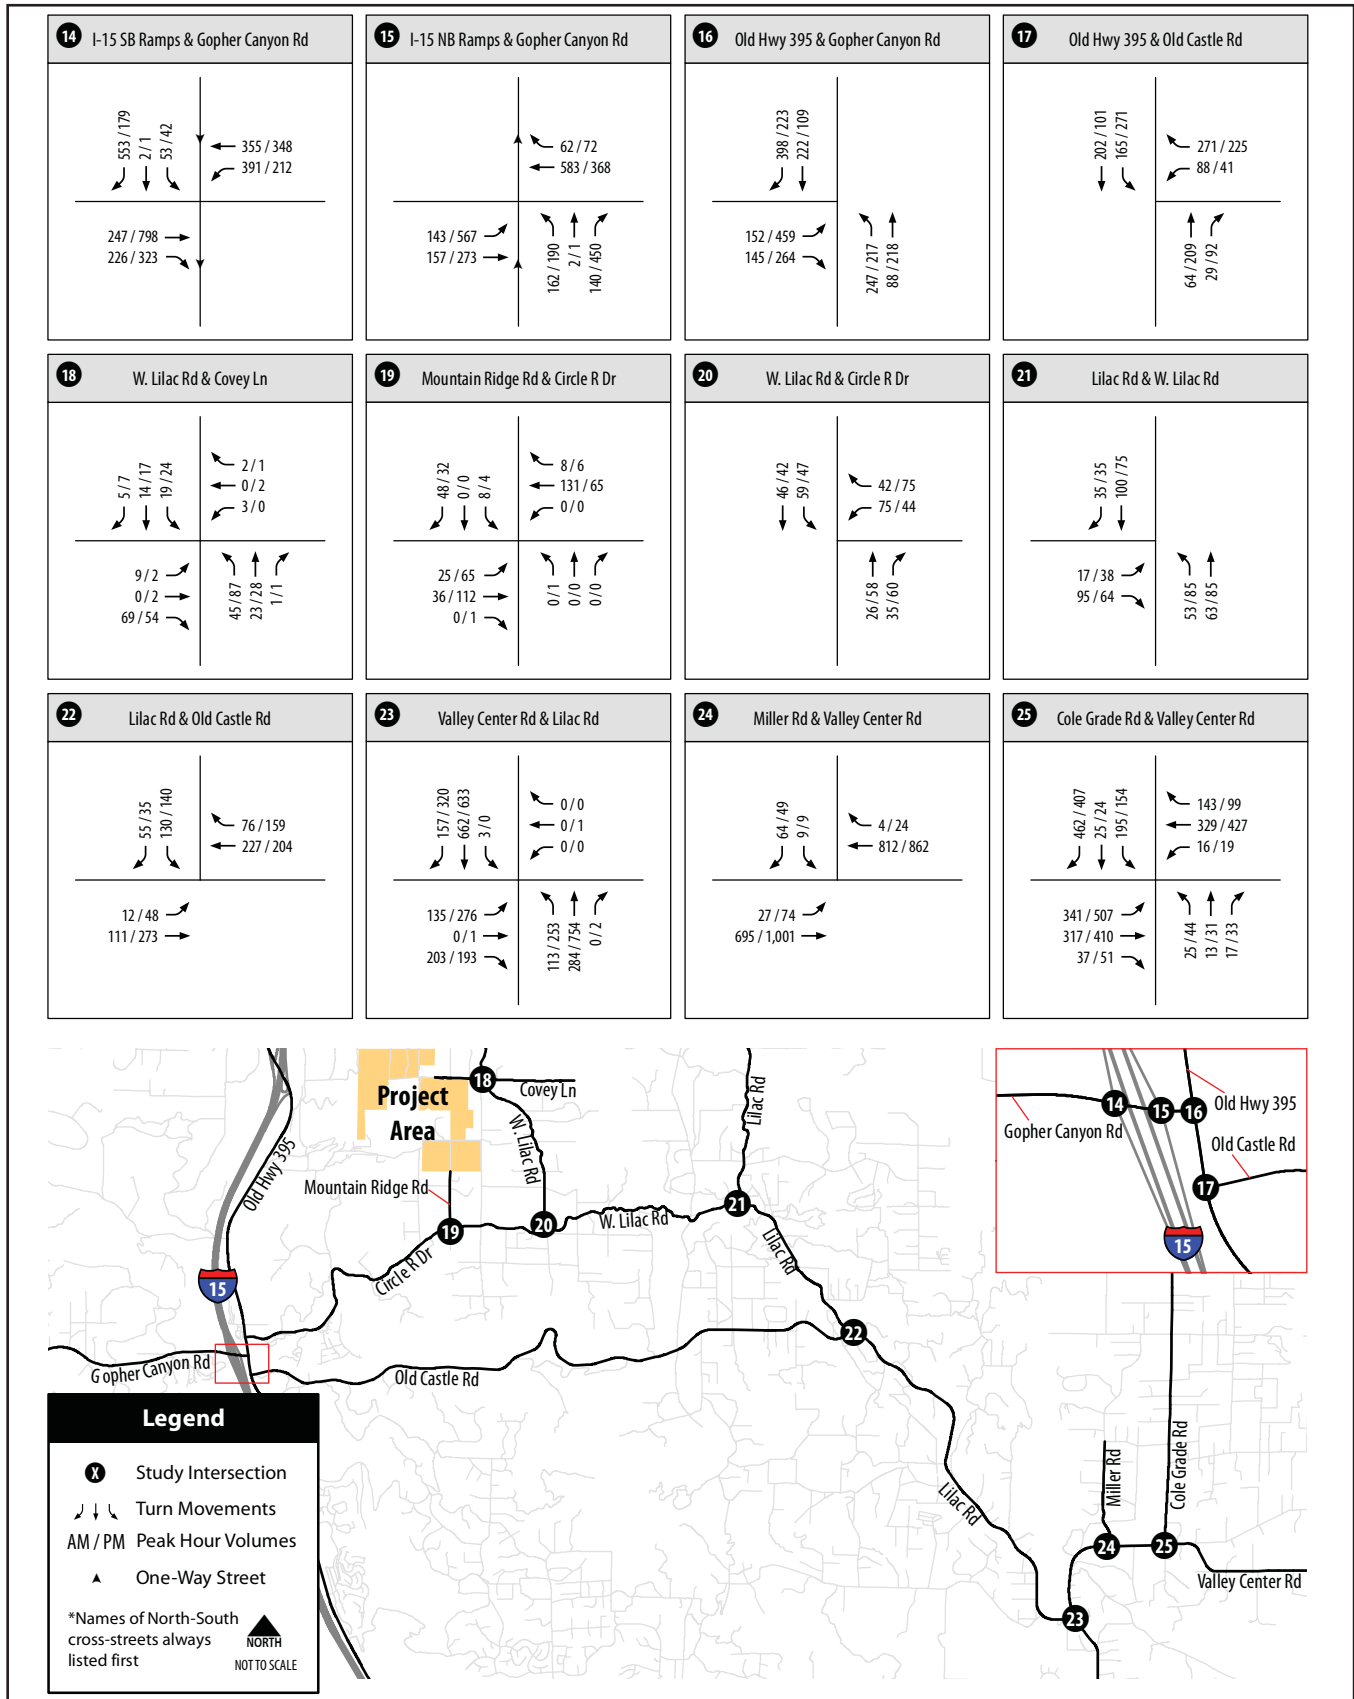 14 I-15 SB Ramps & Gopher Canyon Rd
553 / 179
2 / 1
53 / 42
355 / 348
391 / 212
247 / 798
226 / 323
15 I-15 NB Ramps & Gopher Canyon Rd
62 / 72
583 / 368
143 / 567
157 / 273
162 / 190
2 / 1
140 / 450
16 Old Hwy 395 & Gopher Canyon Rd
398 / 223
222 / 109
152 / 459
145 / 264
247 / 217
88 / 218
17 Old Hwy 395 & Old Castle Rd
202 / 101
165 / 271
271 / 225
88 / 41
64 / 209
29 / 92
18 W. Lilac Rd & Covey Ln
5 / 7
14 / 17
19 / 24
2 / 1
0 / 2
3 / 0
9 / 2
0 / 2
69 / 54
45 / 87
23 / 28
1 / 1
19 Mountain Ridge Rd & Circle R Dr
48 / 32
0 / 0
8 / 4
8 / 6
131 / 65
0 / 0
25 / 65
36 / 112
0 / 1
0 / 1
0 / 0
0 / 0
20 W. Lilac Rd & Circle R Dr
46 / 42
59 / 47
42 / 75
75 / 44
26 / 58
35 / 60
21 Lilac Rd & W. Lilac Rd
35 / 35
100 / 75
17 / 38
95 / 64
53 / 85
63 / 85
22 Lilac Rd & Old Castle Rd
55 / 35
130 / 140
76 / 159
227 / 204
12 / 48
111 / 273
23 Valley Center Rd & Lilac Rd
157 / 320
662 / 633
3 / 0
0 / 0
0 / 1
0 / 0
135 / 276
0 / 1
203 / 193
113 / 253
284 / 754
0 / 2
24 Miller Rd & Valley Center Rd
64 / 49
9 / 9
4 / 24
812 / 862
27 / 74
695 / 1,001
25 Cole Grade Rd & Valley Center Rd
462 / 407
25 / 24
195 / 154
143 / 99
329 / 427
16 / 19
341 / 507
317 / 410
37 / 51
25 / 44
13 / 31
17 / 33
Project
Area
18
Covey Ln
W. Lilac Rd
Lilac Rd
Old Hwy 395
Mountain Ridge Rd
19
20
W. Lilac Rd
21
Lilac Rd
Circle R Dr
15
22
Gopher Canyon Rd
Old Castle Rd
Lilac Rd
Miller Rd
Cole Grade Rd
24
25
Valley Center Rd
23
14
15
16
Old Hwy 395
Gopher Canyon Rd
Old Castle Rd
17
15
Legend
X Study Intersection
Turn Movements
AM / PM Peak Hour Volumes
One-Way Street
*Names of North-South
cross-streets always
listed first
NORTH
NOT TO SCALE